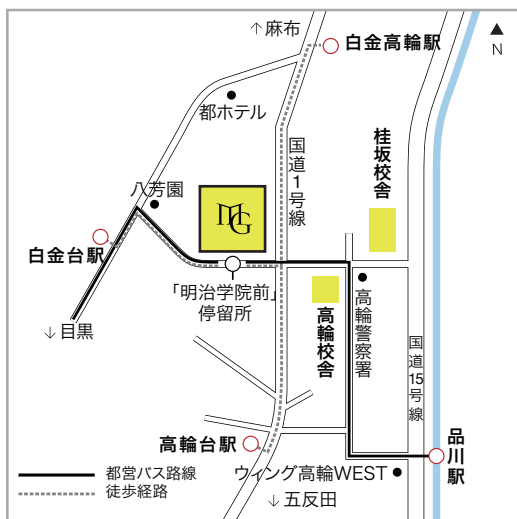 ↑麻布
白金高輪駅
N
都ホテル
国道1号線
桂坂校舎
八芳園
MG
白金台駅
「明治学院前」
停留所
高輪校舎
高輪警察署
↓目黒
国道15号線
高輪台駅
品川駅
ウィング高輪WEST
都営バス路線
徒歩経路
↓五反田